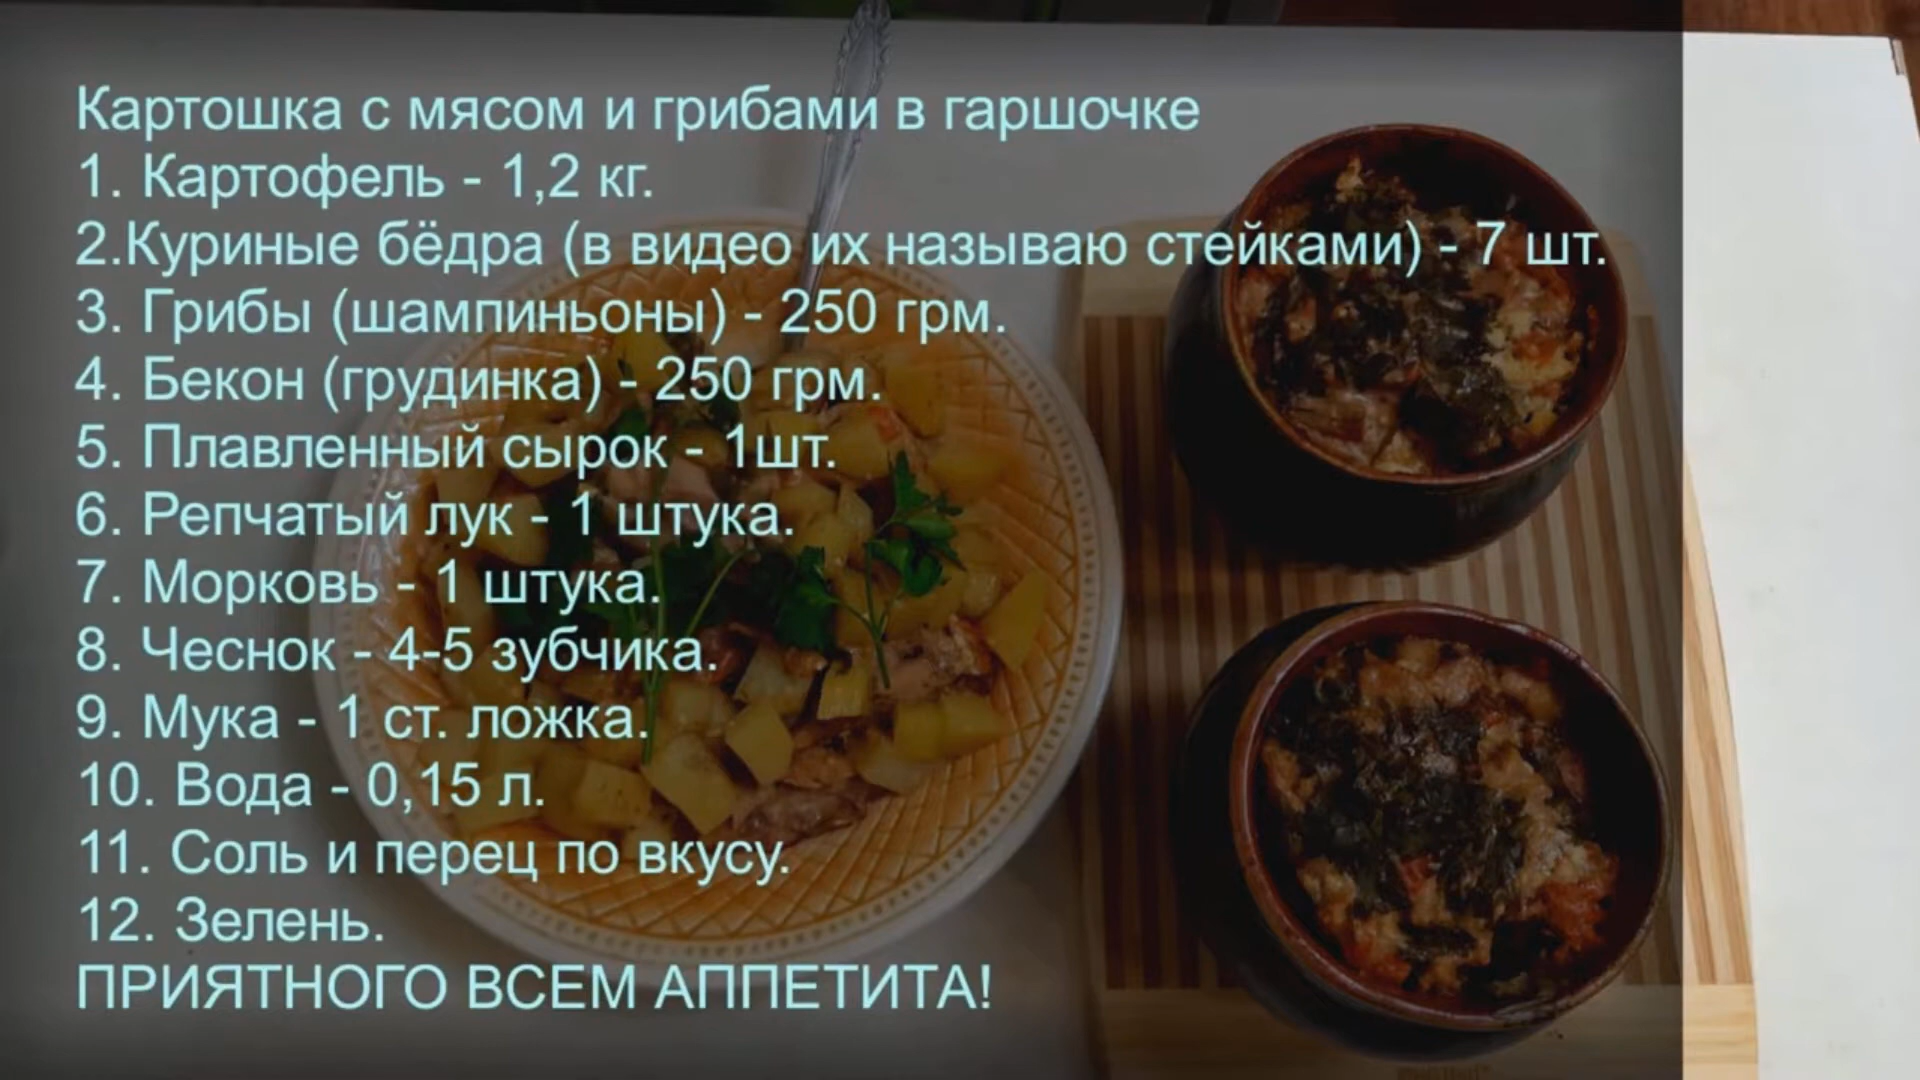 Картошка с мясом и грибами в гаршочке
1. Картофель - 1,2 кг.
2.Куриные бёдра (в видео их называю стейками) - 7 шт.
3. Грибы (шампиньоны) - 250 грм.
4. Бекон (грудинка) - 250 грм.
5. Плавленный сырок - 1шт.
6. Репчатый лук - 1 штука.
7. Морковь - 1 штука.
8. Чеснок - 4-5 зубчика.
9. Мука - 1 ст. ложка.
10. Вода - 0,15 л.
11. Соль и перец по вкусу.
12. Зелень.
ПРИЯТНОГО ВСЕМ АППЕТИТА!